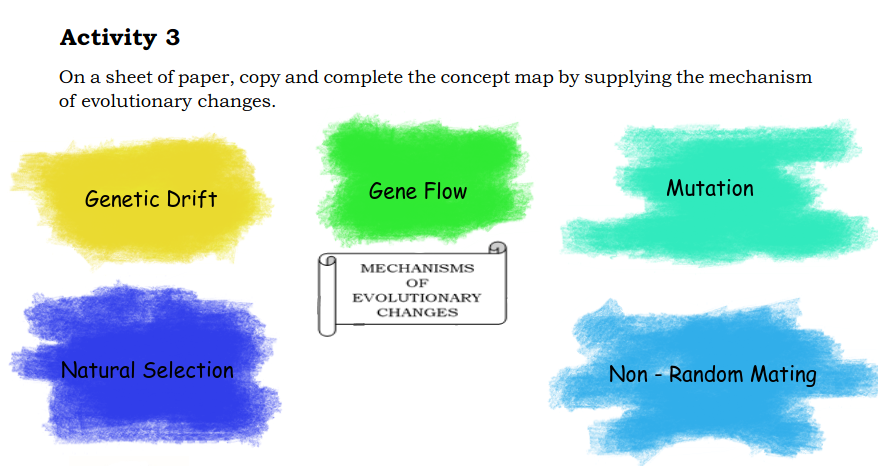 Activity 3
On a sheet of paper, copy and complete the concept map by supplying the mechanism
of evolutionary changes.
Genetic Drift
Gene Flow
Mutation
MECHANISMS
OF
EVOLUTIONARY
CHANGES
Natural Selection
Non - Random Mating